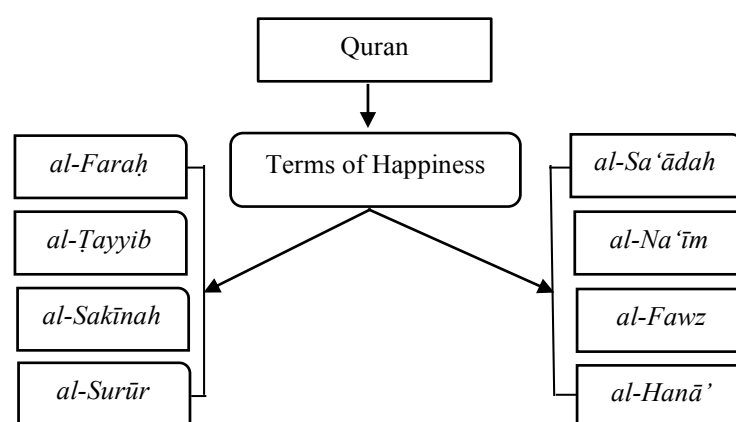 Quran
Terms of Happiness
al-Faraḥ
al-Ṭayyib
al-Sakīnah
al-Surūr
al-Sa‘ādah
al-Na‘īm
al-Fawz
al-Hanā’